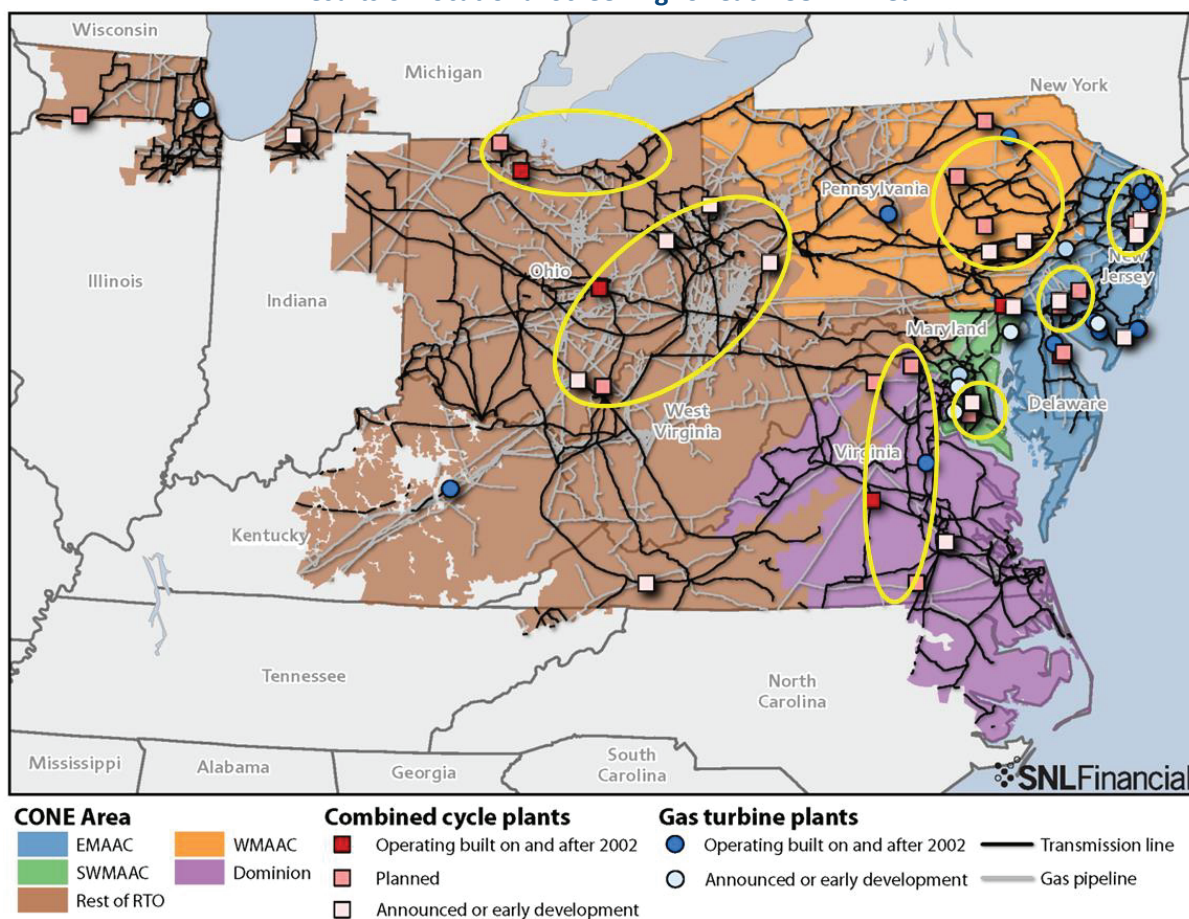 Wisconsin
Michigan
New York
Pennsylvania
New
Jersey
Ohio
Illinois
Indiana
Maryland
Delaware
West
Virginia
Virginia
Kentucky
Tennessee
North
Carolina
Mississippi
Alabama
Georgia
South
Carolina
SNLFinancial
CONE Area
EMAAC
WMAAC
SWMAAC
Dominion
Rest of RTO
Combined cycle plants
Operating built on and after 2002
Planned
Announced or early development
Gas turbine plants
Operating built on and after 2002
Announced or early development
Transmission line
Gas pipeline